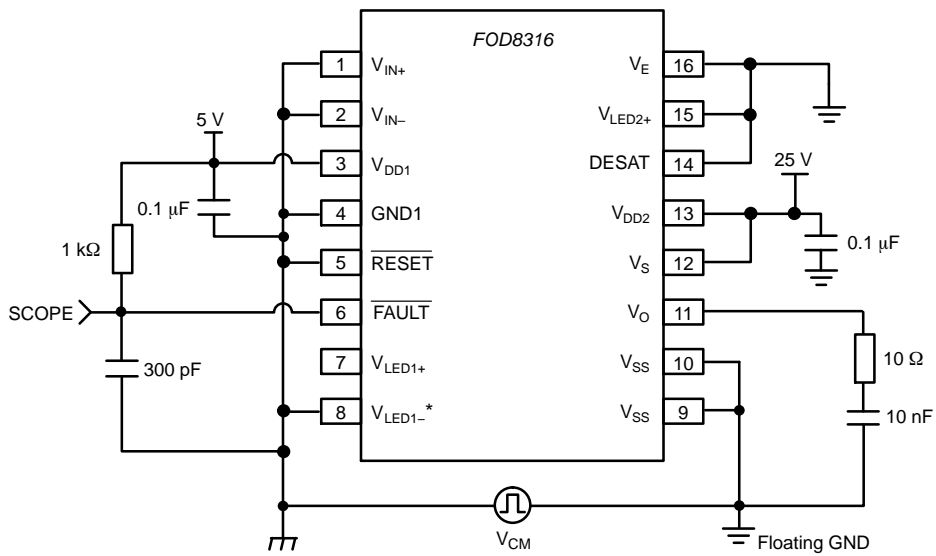 FOD8316
1 V_IN+
2 V_IN–
3 V_DD1
4 GND1
5 RESET
6 FAULT
7 V_LED1+
8 V_LED1–*
V_E 16
V_LED2+ 15
DESAT 14
V_DD2 13
V_S 12
V_O 11
V_SS 10
V_SS 9
5 V
0.1 μF
1 kΩ
SCOPE
300 pF
25 V
0.1 μF
10 Ω
10 nF
V_CM
Floating GND